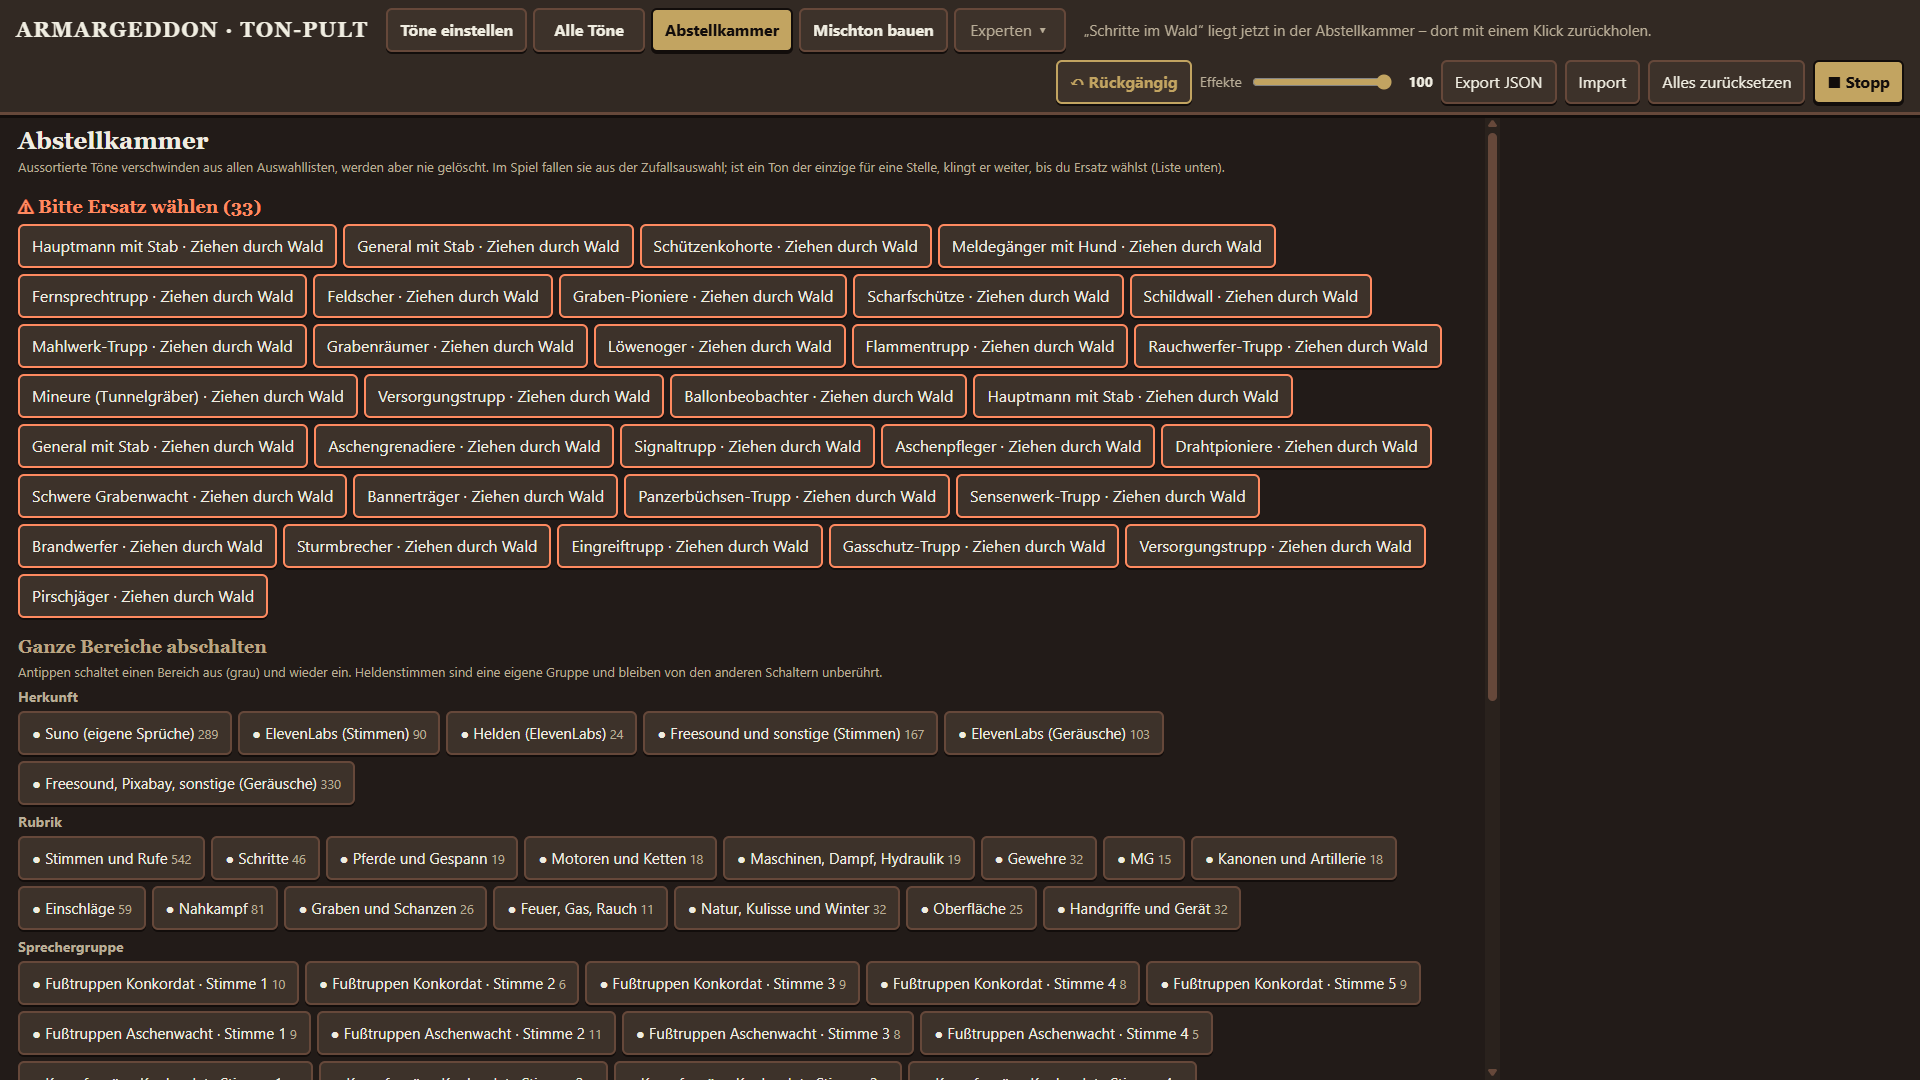 ARMARGEDDON · TON-PULT
Töne einstellen
Alle Töne
Abstellkammer
Mischton bauen
Experten ▾
„Schritte im Wald“ liegt jetzt in der Abstellkammer – dort mit einem Klick zurückholen.
↶ Rückgängig
Effekte
100
Export JSON
Import
Alles zurücksetzen
■ Stopp
Abstellkammer
Aussortierte Töne verschwinden aus allen Auswahllisten, werden aber nie gelöscht. Im Spiel fallen sie aus der Zufallsauswahl; ist ein Ton der einzige für eine Stelle, klingt er weiter, bis du Ersatz wählst (Liste unten).
⚠ Bitte Ersatz wählen (33)
Hauptmann mit Stab · Ziehen durch Wald
General mit Stab · Ziehen durch Wald
Schützenkohorte · Ziehen durch Wald
Meldegänger mit Hund · Ziehen durch Wald
Fernsprechtrupp · Ziehen durch Wald
Feldscher · Ziehen durch Wald
Graben-Pioniere · Ziehen durch Wald
Scharfschütze · Ziehen durch Wald
Schildwall · Ziehen durch Wald
Mahlwerk-Trupp · Ziehen durch Wald
Grabenräumer · Ziehen durch Wald
Löwenoger · Ziehen durch Wald
Flammentrupp · Ziehen durch Wald
Rauchwerfer-Trupp · Ziehen durch Wald
Mineure (Tunnelgräber) · Ziehen durch Wald
Versorgungstrupp · Ziehen durch Wald
Ballonbeobachter · Ziehen durch Wald
Hauptmann mit Stab · Ziehen durch Wald
General mit Stab · Ziehen durch Wald
Aschengrenadiere · Ziehen durch Wald
Signaltrupp · Ziehen durch Wald
Aschenpfleger · Ziehen durch Wald
Drahtpioniere · Ziehen durch Wald
Schwere Grabenwacht · Ziehen durch Wald
Bannerträger · Ziehen durch Wald
Panzerbüchsen-Trupp · Ziehen durch Wald
Sensenwerk-Trupp · Ziehen durch Wald
Brandwerfer · Ziehen durch Wald
Sturmbrecher · Ziehen durch Wald
Eingreiftrupp · Ziehen durch Wald
Gasschutz-Trupp · Ziehen durch Wald
Versorgungstrupp · Ziehen durch Wald
Pirschjäger · Ziehen durch Wald
Ganze Bereiche abschalten
Antippen schaltet einen Bereich aus (grau) und wieder ein. Heldenstimmen sind eine eigene Gruppe und bleiben von den anderen Schaltern unberührt.
Herkunft
● Suno (eigene Sprüche) 289
● ElevenLabs (Stimmen) 90
● Helden (ElevenLabs) 24
● Freesound und sonstige (Stimmen) 167
● ElevenLabs (Geräusche) 103
● Freesound, Pixabay, sonstige (Geräusche) 330
Rubrik
● Stimmen und Rufe 542
● Schritte 46
● Pferde und Gespann 19
● Motoren und Ketten 18
● Maschinen, Dampf, Hydraulik 19
● Gewehre 32
● MG 15
● Kanonen und Artillerie 18
● Einschläge 59
● Nahkampf 81
● Graben und Schanzen 26
● Feuer, Gas, Rauch 11
● Natur, Kulisse und Winter 32
● Oberfläche 25
● Handgriffe und Gerät 32
Sprechergruppe
● Fußtruppen Konkordat · Stimme 1 10
● Fußtruppen Konkordat · Stimme 2 6
● Fußtruppen Konkordat · Stimme 3 9
● Fußtruppen Konkordat · Stimme 4 8
● Fußtruppen Konkordat · Stimme 5 9
● Fußtruppen Aschenwacht · Stimme 1 9
● Fußtruppen Aschenwacht · Stimme 2 11
● Fußtruppen Aschenwacht · Stimme 3 8
● Fußtruppen Aschenwacht · Stimme 4 5